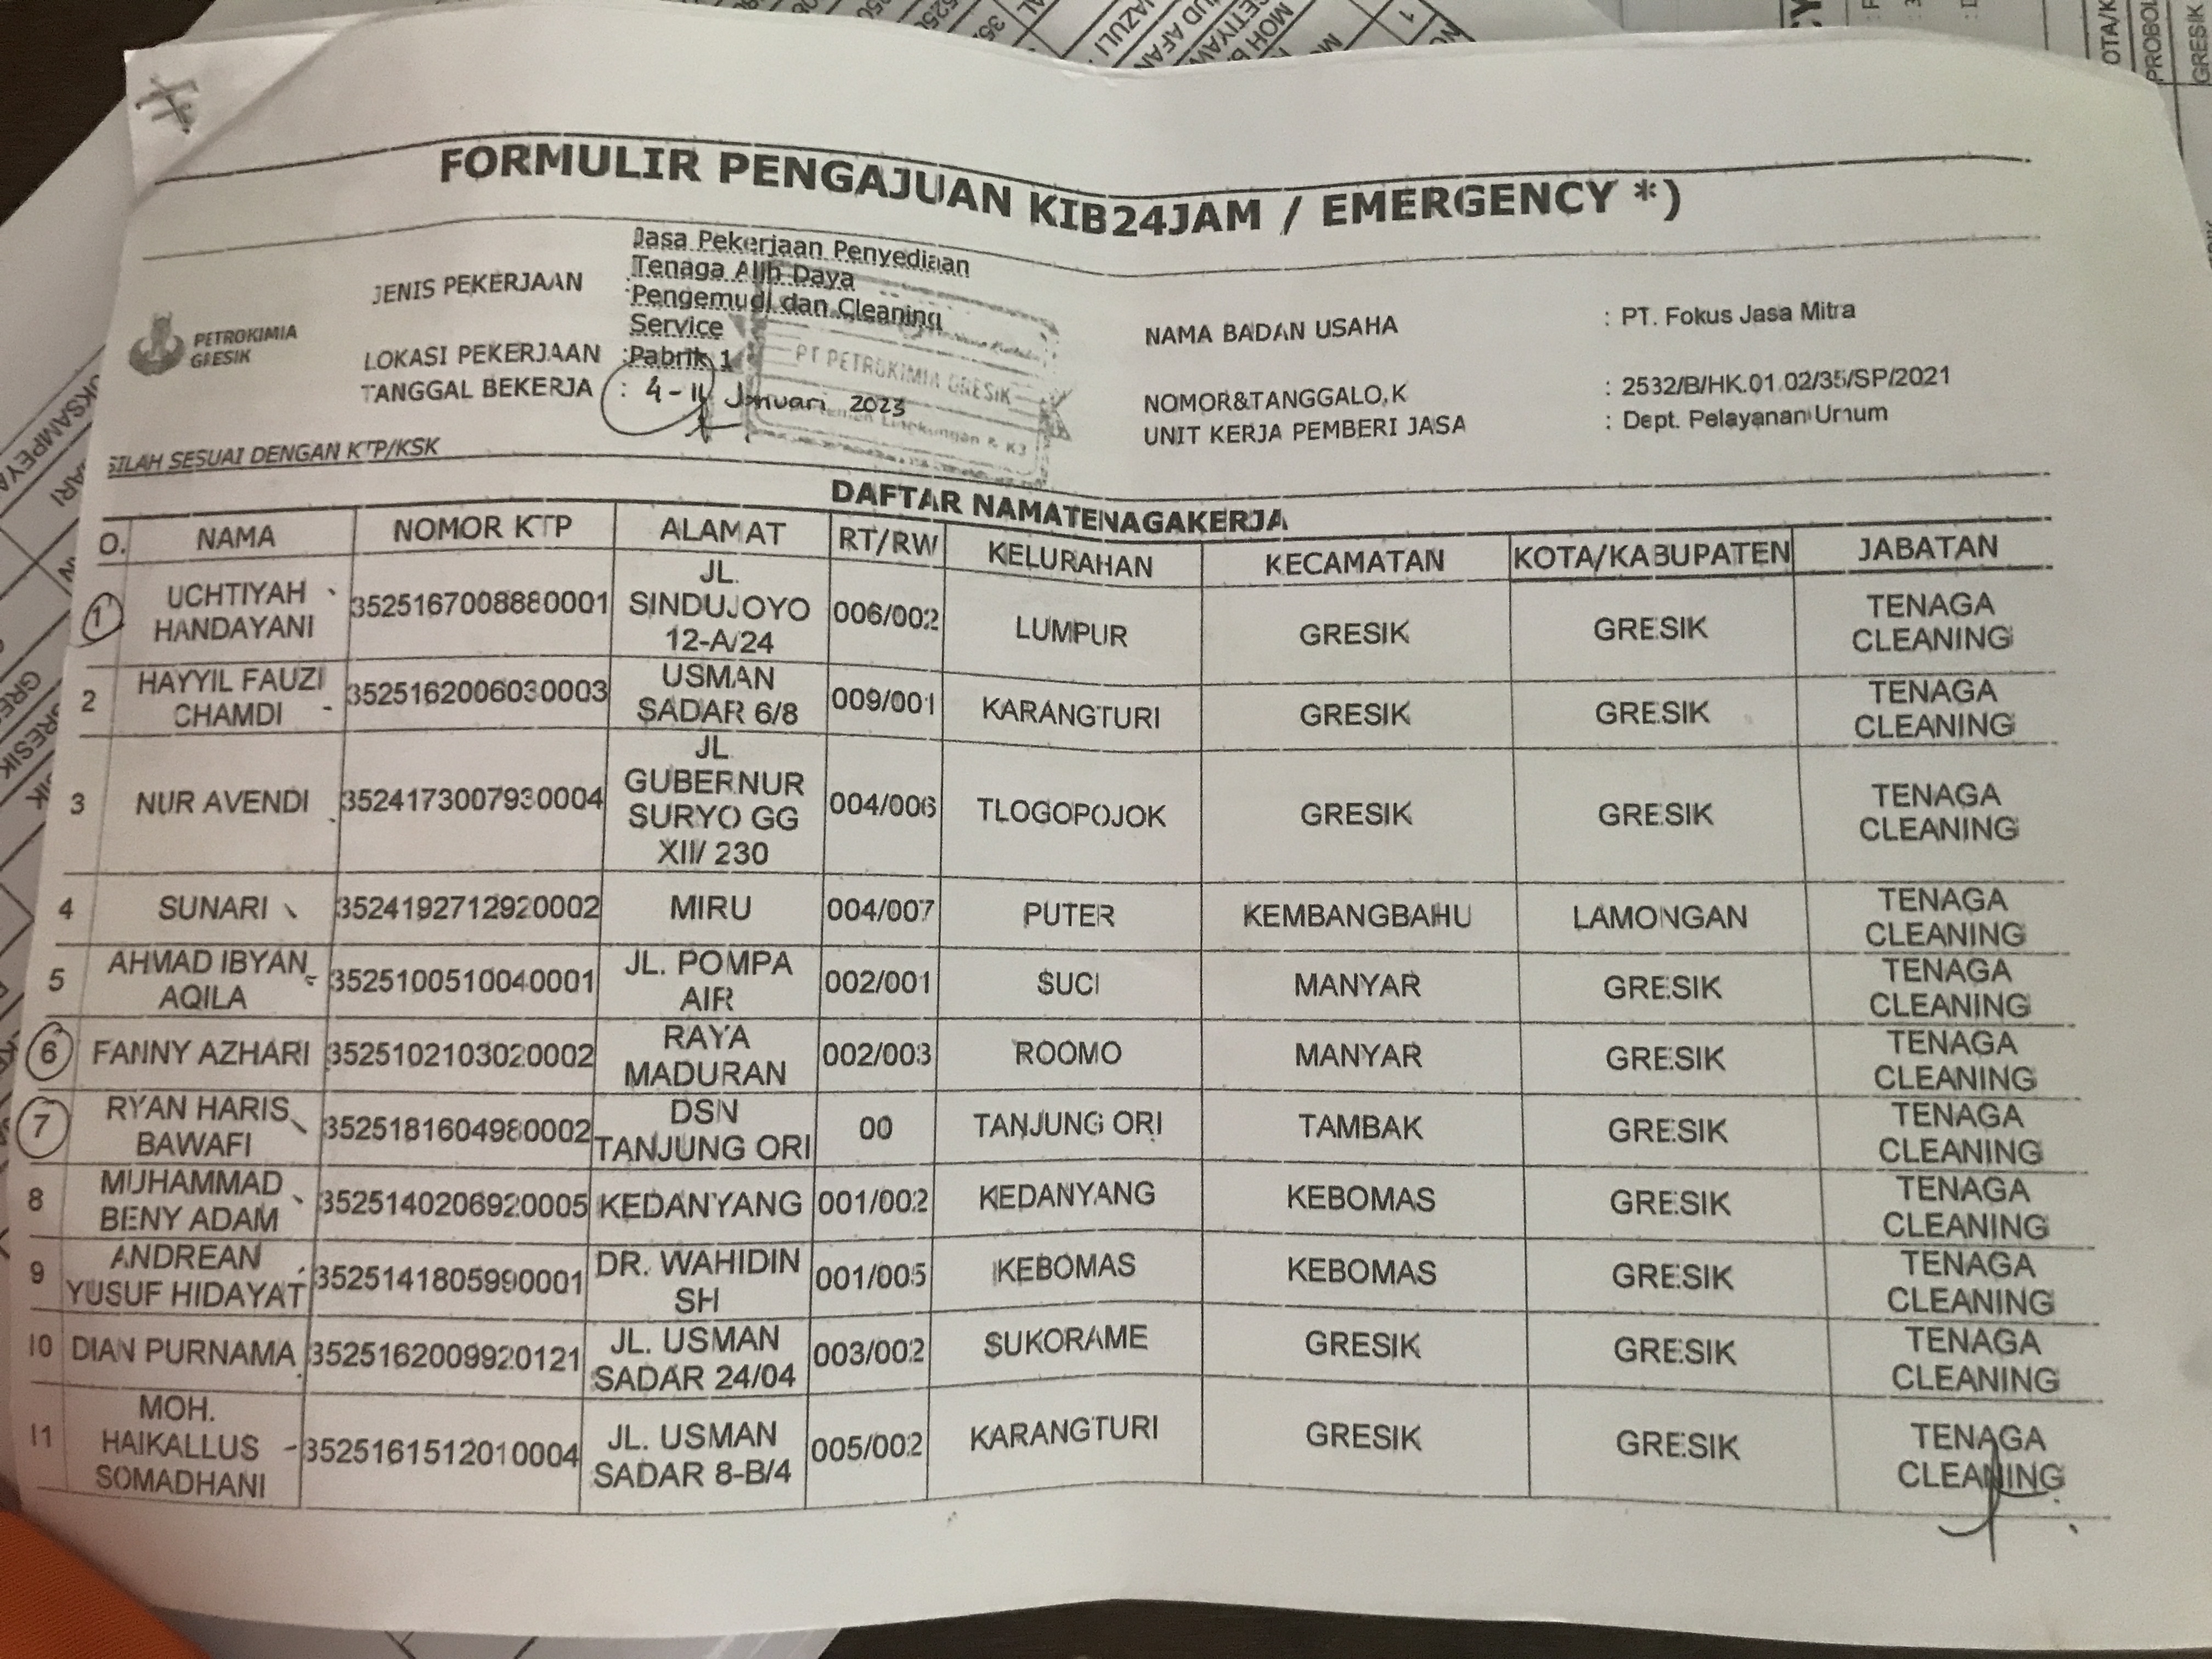 FORMULIR PENGAJUAN KIB24JAM / EMERGENCY *)
PETROKIMIA
GRESIK
JENIS PEKERJAAN : Jasa Pekerjaan Penyediaan
Tenaga Alih Daya
Pengemudi dan Cleaning
Service
LOKASI PEKERJAAN : Pabrik 1
TANGGAL BEKERJA : 4 - 11 Januari 2023
NAMA BADAN USAHA : PT. Fokus Jasa Mitra
NOMOR&TANGGALO,K : 2532/B/HK.01.02/35/SP/2021
UNIT KERJA PEMBERI JASA : Dept. Pelayanan Umum
PT PETROKIMIA GRESIK
SILAH SESUAI DENGAN KTP/KSK
DAFTAR NAMATENAGAKERJA
O. NAMA NOMOR KTP ALAMAT RT/RW KELURAHAN KECAMATAN KOTA/KABUPATEN JABATAN
1 UCHTIYAH HANDAYANI 3525167008880001 JL. SINDUJOYO 12-A/24 006/002 LUMPUR GRESIK GRESIK TENAGA CLEANING
2 HAYYIL FAUZI CHAMDI 3525162006030003 USMAN SADAR 6/8 009/001 KARANGTURI GRESIK GRESIK TENAGA CLEANING
3 NUR AVENDI 3524173007930004 JL GUBERNUR SURYO GG XII/ 230 004/006 TLOGOPOJOK GRESIK GRESIK TENAGA CLEANING
4 SUNARI 3524192712920002 MIRU 004/007 PUTER KEMBANGBAHU LAMONGAN TENAGA CLEANING
5 AHMAD IBYAN AQILA 3525100510040001 JL. POMPA AIR 002/001 SUCI MANYAR GRESIK TENAGA CLEANING
6 FANNY AZHARI 3525102103020002 RAYA MADURAN 002/003 ROOMO MANYAR GRESIK TENAGA CLEANING
7 RYAN HARIS BAWAFI 3525181604980002 DSN TANJUNG ORI 00 TANJUNG ORI TAMBAK GRESIK TENAGA CLEANING
8 MUHAMMAD BENY ADAM 3525140206920005 KEDANYANG 001/002 KEDANYANG KEBOMAS GRESIK TENAGA CLEANING
9 ANDREAN YUSUF HIDAYAT 3525141805990001 DR. WAHIDIN SH 001/005 KEBOMAS KEBOMAS GRESIK TENAGA CLEANING
10 DIAN PURNAMA 3525162009920121 JL. USMAN SADAR 24/04 003/002 SUKORAME GRESIK GRESIK TENAGA CLEANING
11 MOH. HAIKALLUS SOMADHANI 3525161512010004 JL. USMAN SADAR 8-B/4 005/002 KARANGTURI GRESIK GRESIK TENAGA CLEANING